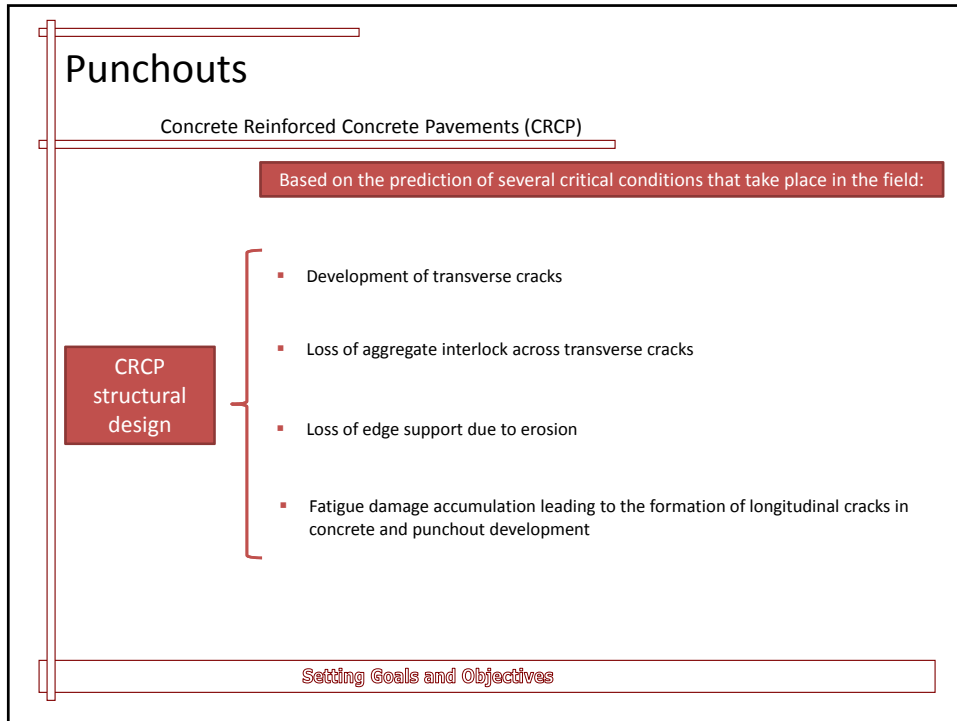 Punchouts
Concrete Reinforced Concrete Pavements (CRCP)
Based on the prediction of several critical conditions that take place in the field:
CRCP
structural
design
▪ Development of transverse cracks
▪ Loss of aggregate interlock across transverse cracks
▪ Loss of edge support due to erosion
▪ Fatigue damage accumulation leading to the formation of longitudinal cracks in
concrete and punchout development
Setting Goals and Objectives